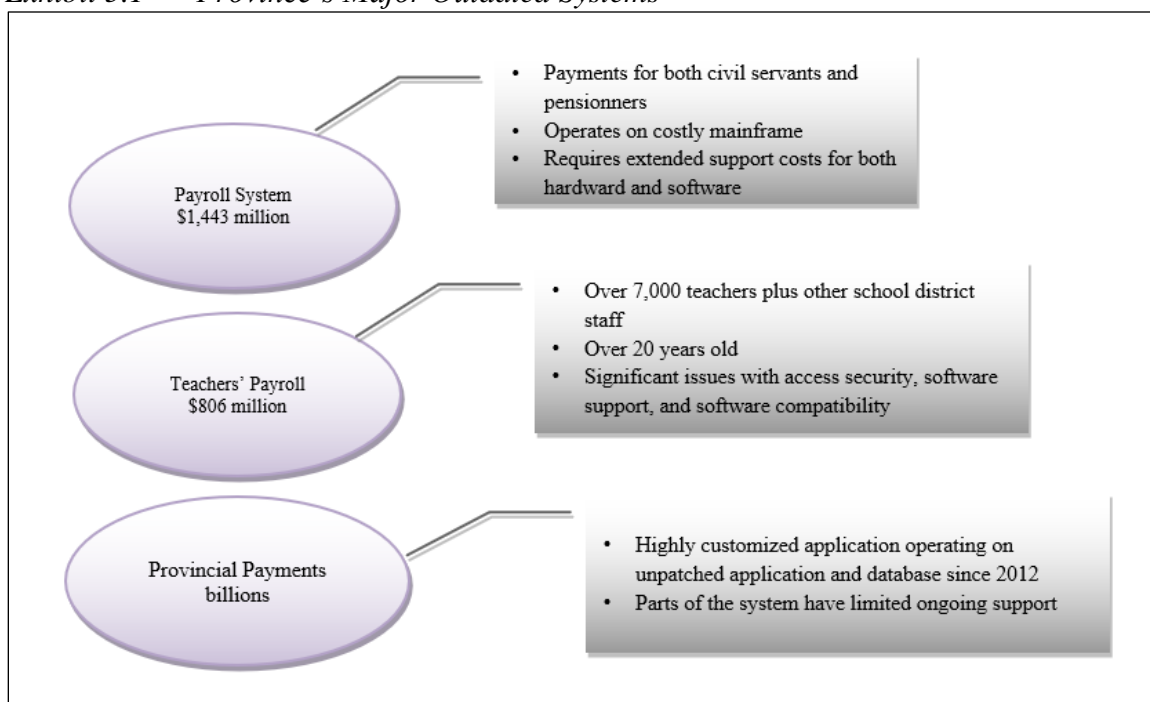 Exhibit Province's Major Outdated Systems
• Payments for both civil servants and
pensionners
• Operates on costly mainframe
• Requires extended support costs for both
hardward and software
Payroll System
$1,443 million
• Over 7,000 teachers plus other school district
staff
• Over 20 years old
• Significant issues with access security, software
support, and software compatibility
Teachers' Payroll
$806 million
• Highly customized application operating on
unpatched application and database since 2012
• Parts of the system have limited ongoing support
Provincial Payments
billions